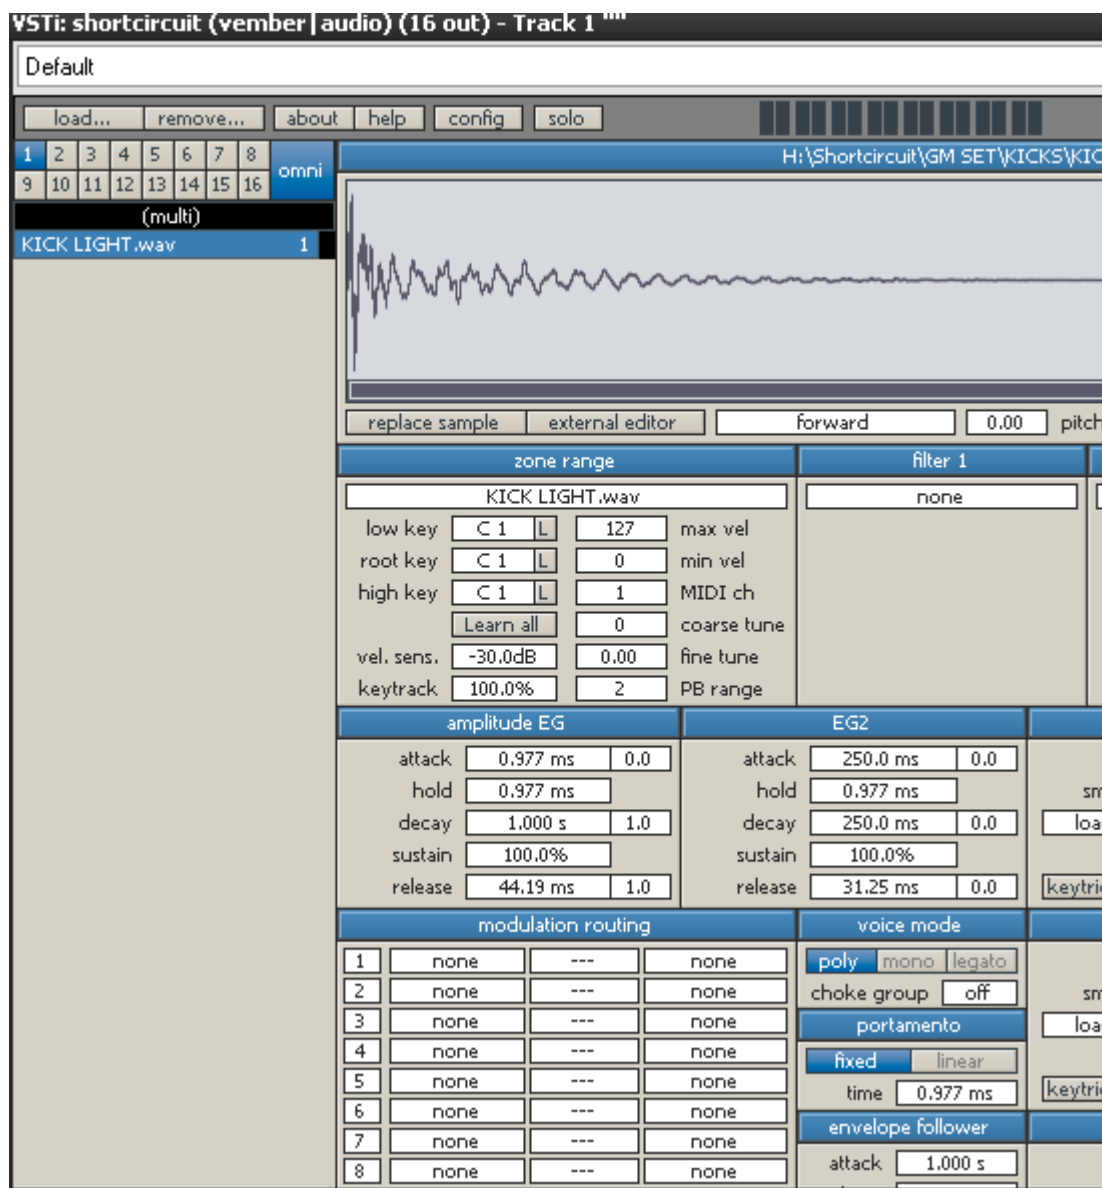 VSTi: shortcircuit (vember|audio) (16 out) - Track 1 ""
Default
load... remove... about help config solo
1 2 3 4 5 6 7 8 omni
9 10 11 12 13 14 15 16
(multi)
KICK LIGHT.wav 1
H:\Shortcircuit\GM SET\KICKS\KIC
replace sample external editor forward 0.00 pitch
zone range filter 1
KICK LIGHT.wav none
low key C 1 L 127 max vel
root key C 1 L 0 min vel
high key C 1 L 1 MIDI ch
Learn all 0 coarse tune
vel. sens. -30.0dB 0.00 fine tune
keytrack 100.0% 2 PB range
amplitude EG EG2
attack 0.977 ms 0.0 attack 250.0 ms 0.0
hold 0.977 ms hold 0.977 ms sm
decay 1.000 s 1.0 decay 250.0 ms 0.0 loa
sustain 100.0% sustain 100.0%
release 44.19 ms 1.0 release 31.25 ms 0.0 keytri
modulation routing voice mode
1 none --- none poly mono legato
2 none --- none choke group off sm
3 none --- none portamento loa
4 none --- none fixed linear
5 none --- none time 0.977 ms keytri
6 none --- none envelope follower
7 none --- none attack 1.000 s
8 none --- none